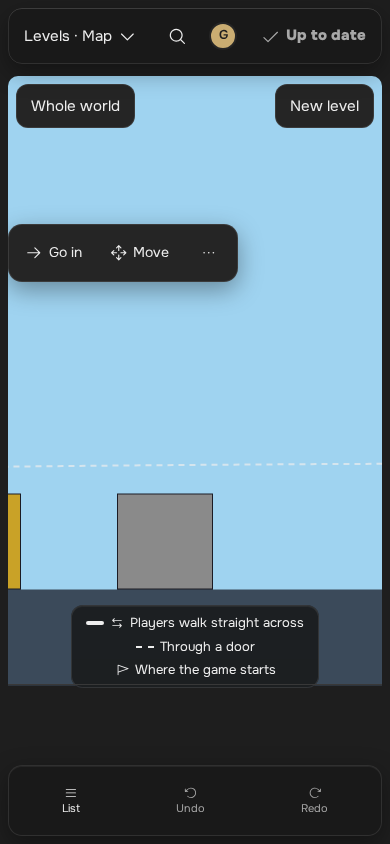 Levels · Map
G
Up to date
Whole world
New level
Go in
Move
Players walk straight across
Through a door
Where the game starts
List
Undo
Redo